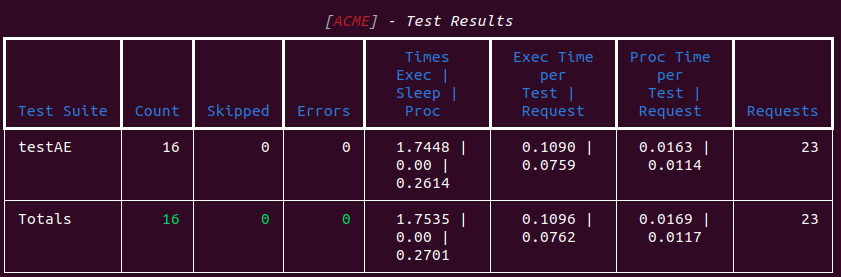 [ACME] - Test Results
Times Exec Time Proc Time
Exec | per per
Sleep | Test | Test |
Test Suite Count Skipped Errors Proc Request Request Requests
testAE 16 0 0 1.7448 | 0.1090 | 0.0163 | 23
0.00 | 0.0759 0.0114
0.2614
Totals 16 0 0 1.7535 | 0.1096 | 0.0169 | 23
0.00 | 0.0762 0.0117
0.2701